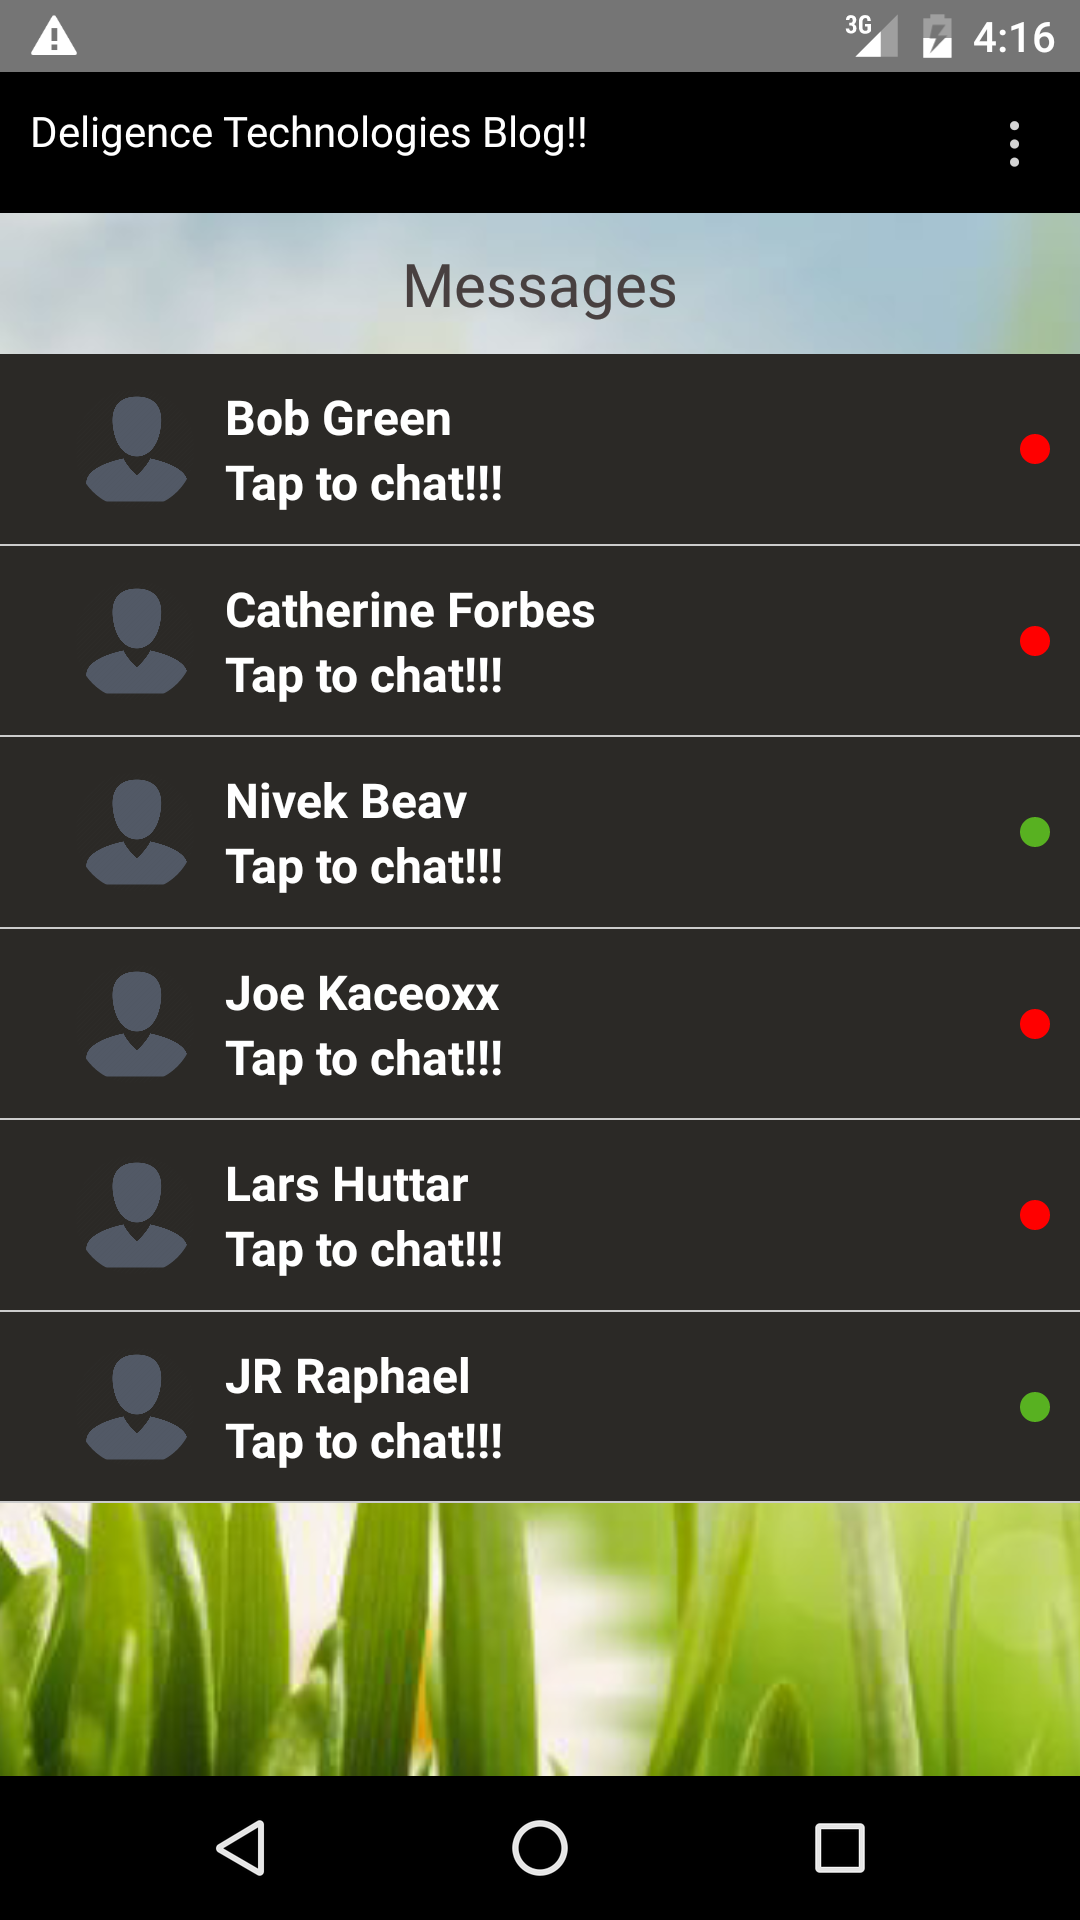 3G 4:16
Deligence Technologies Blog!!
Messages
Bob Green
Tap to chat!!!
Catherine Forbes
Tap to chat!!!
Nivek Beav
Tap to chat!!!
Joe Kaceoxx
Tap to chat!!!
Lars Huttar
Tap to chat!!!
JR Raphael
Tap to chat!!!